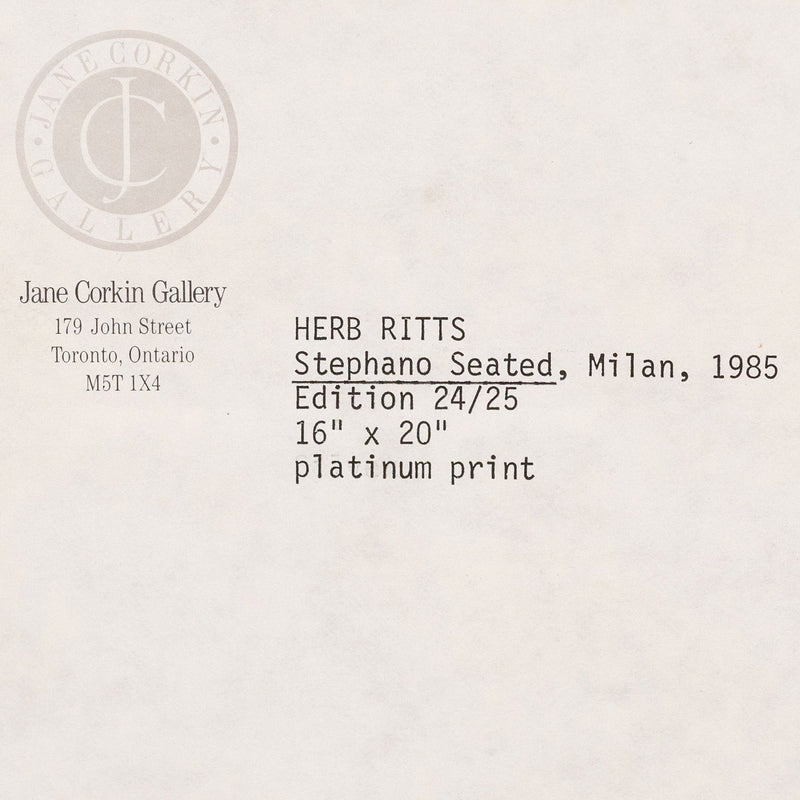 JANE CORKIN
GALLERY
JC
Jane Corkin Gallery
179 John Street
Toronto, Ontario
M5T 1X4
HERB RITTS
Stephano Seated, Milan, 1985
Edition 24/25
16" x 20"
platinum print